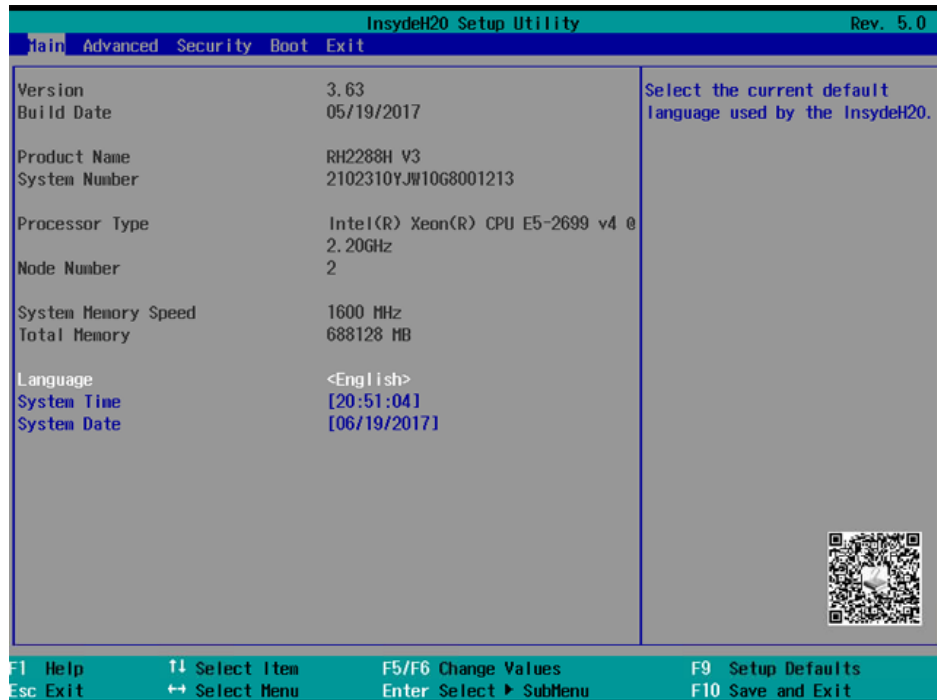 InsydeH2O Setup Utility Rev. 5.0
Main Advanced Security Boot Exit
Version 3.63
Build Date 05/19/2017
Product Name RH2288H V3
System Number 2102310YJW10G8001213
Processor Type Intel(R) Xeon(R) CPU E5-2699 v4 @
2.20GHz
Node Number 2
System Memory Speed 1600 MHz
Total Memory 688128 MB
Language <English>
System Time [20:51:04]
System Date [06/19/2017]
Select the current default
language used by the InsydeH2O.
F1 Help ↑↓ Select Item F5/F6 Change Values F9 Setup Defaults
Esc Exit ↔ Select Menu Enter Select ▶ SubMenu F10 Save and Exit